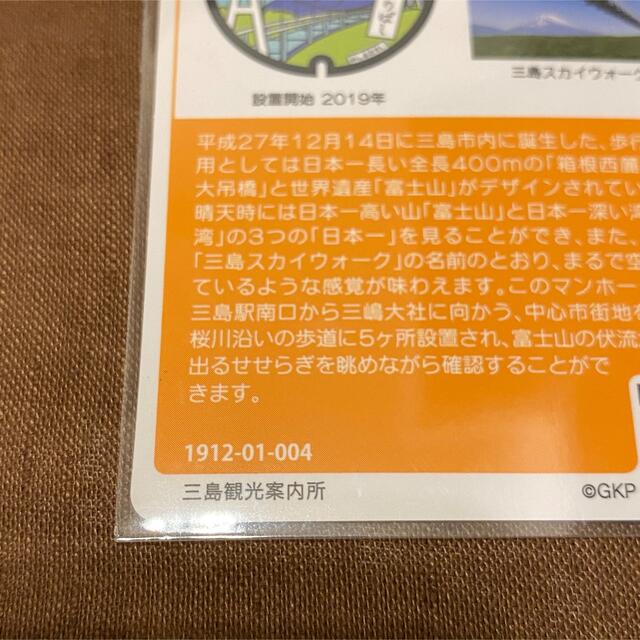 設置開始 2019年
三島スカイウォーク
平成27年12月14日に三島市内に誕生した、歩行
用としては日本一長い全長400mの「箱根西麓
大吊橋」と世界遺産「富士山」がデザインされてい
晴天時には日本一高い山「富士山」と日本一深い
湾」の3つの「日本一」を見ることができ、また、
「三島スカイウォーク」の名前のとおり、まるで空
ているような感覚が味わえます。このマンホー
三島駅南口から三嶋大社に向かう、中心市街地を
桜川沿いの歩道に5ヶ所設置され、富士山の伏流
出るせせらぎを眺めながら確認することがで
きます。
1912-01-004
三島観光案内所
©GKP